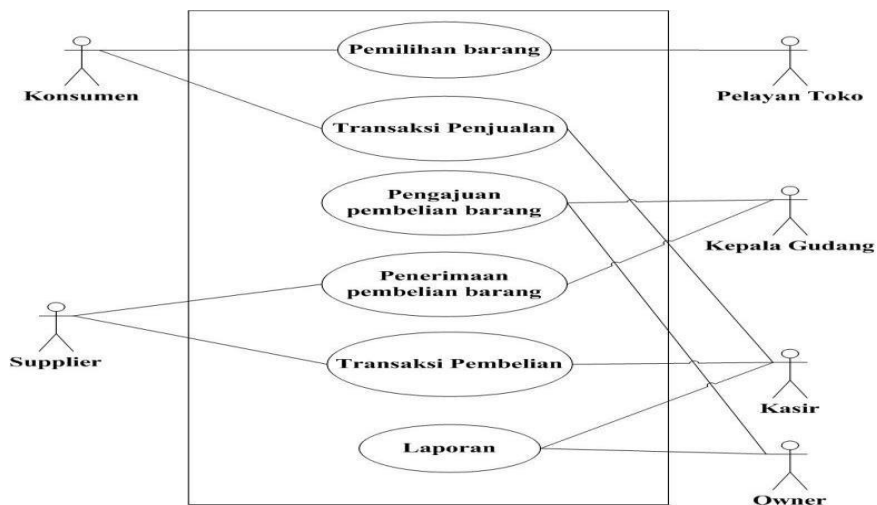 Pemilihan barang
Konsumen
Pelayan Toko
Transaksi Penjualan
Pengajuan
pembelian barang
Kepala Gudang
Penerimaan
pembelian barang
Supplier
Transaksi Pembelian
Kasir
Laporan
Owner